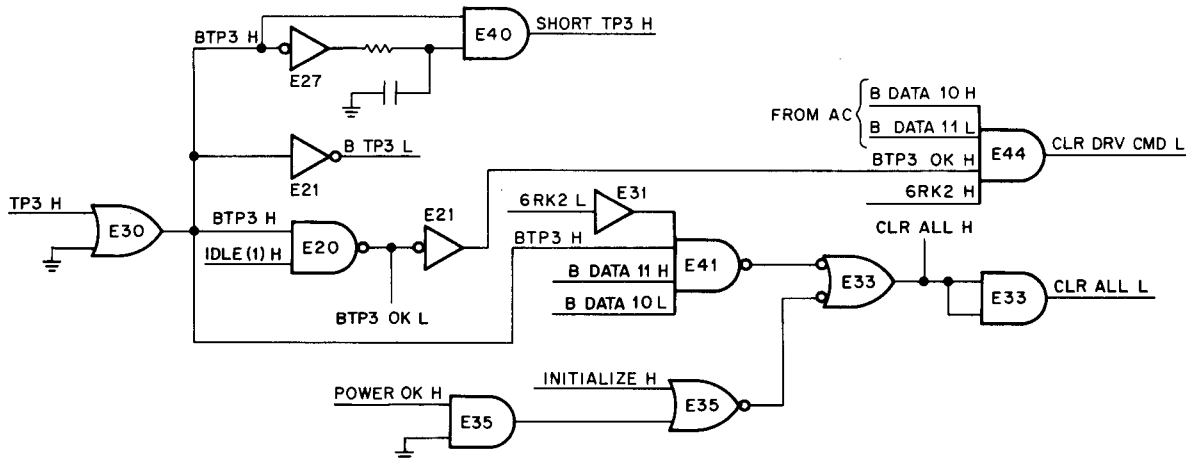 SHORT TP3 H
E40
BTP3 H
E27
B DATA 10 H
FROM AC
B DATA 11 L
E44
CLR DRV CMD L
B TP3 L
BTP3 OK H
E21
6RK2 H
E31
6RK2 L
TP3 H
E30
BTP3 H
E21
CLR ALL H
E20
IDLE (1) H
BTP3 H
E41
B DATA 11 H
E33
E33
CLR ALL L
B DATA 10 L
BTP3 OK L
INITIALIZE H
POWER OK H
E35
E35